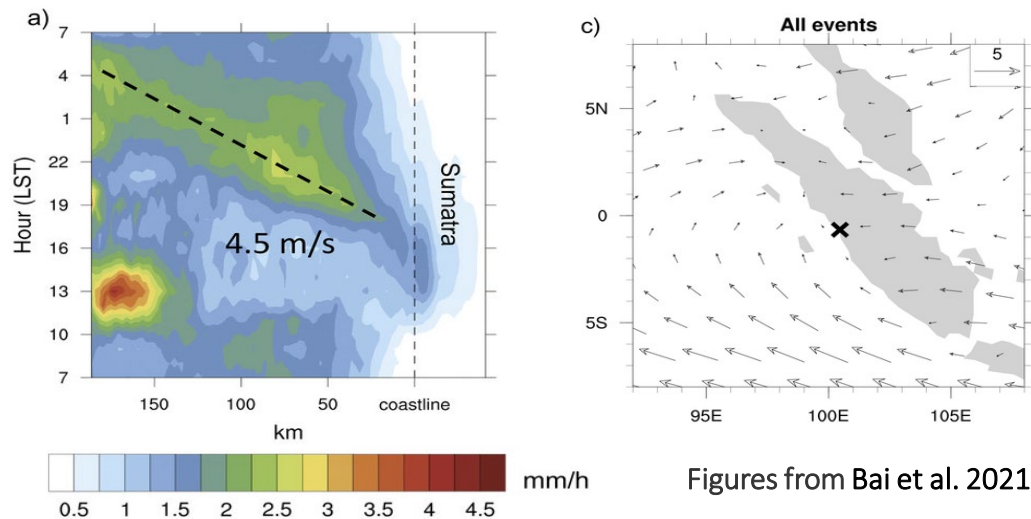 a)
7
4
1
22
19
16
13
10
7
Hour (LST)
4.5 m/s
Sumatra
150 100 50 coastline
km
mm/h
0.5 1 1.5 2 2.5 3 3.5 4 4.5
c)
All events
5
5N
0
5S
95E 100E 105E
Figures from Bai et al. 2021